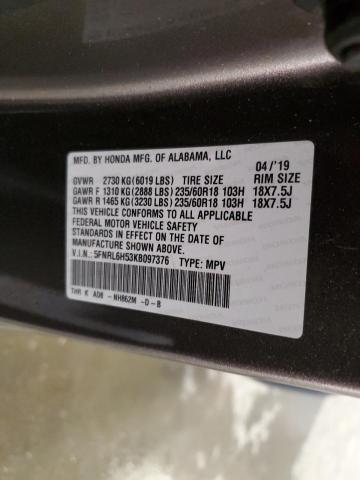 MFD. BY HONDA MFG. OF ALABAMA, LLC 04/'19
GVWR 2730 KG(6019 LBS) TIRE SIZE RIM SIZE
GAWR F 1310 KG(2888 LBS) 235/60R18 103H 18X7.5J
GAWR R 1465 KG(3230 LBS) 235/60R18 103H 18X7.5J
THIS VEHICLE CONFORMS TO ALL APPLICABLE
FEDERAL MOTOR VEHICLE SAFETY
STANDARDS IN EFFECT ON THE DATE OF
MANUFACTURE SHOWN ABOVE.
V.I.N.: 5FNRL6H53KB097376 TYPE: MPV
THR K AD8 -NH862M -D-B